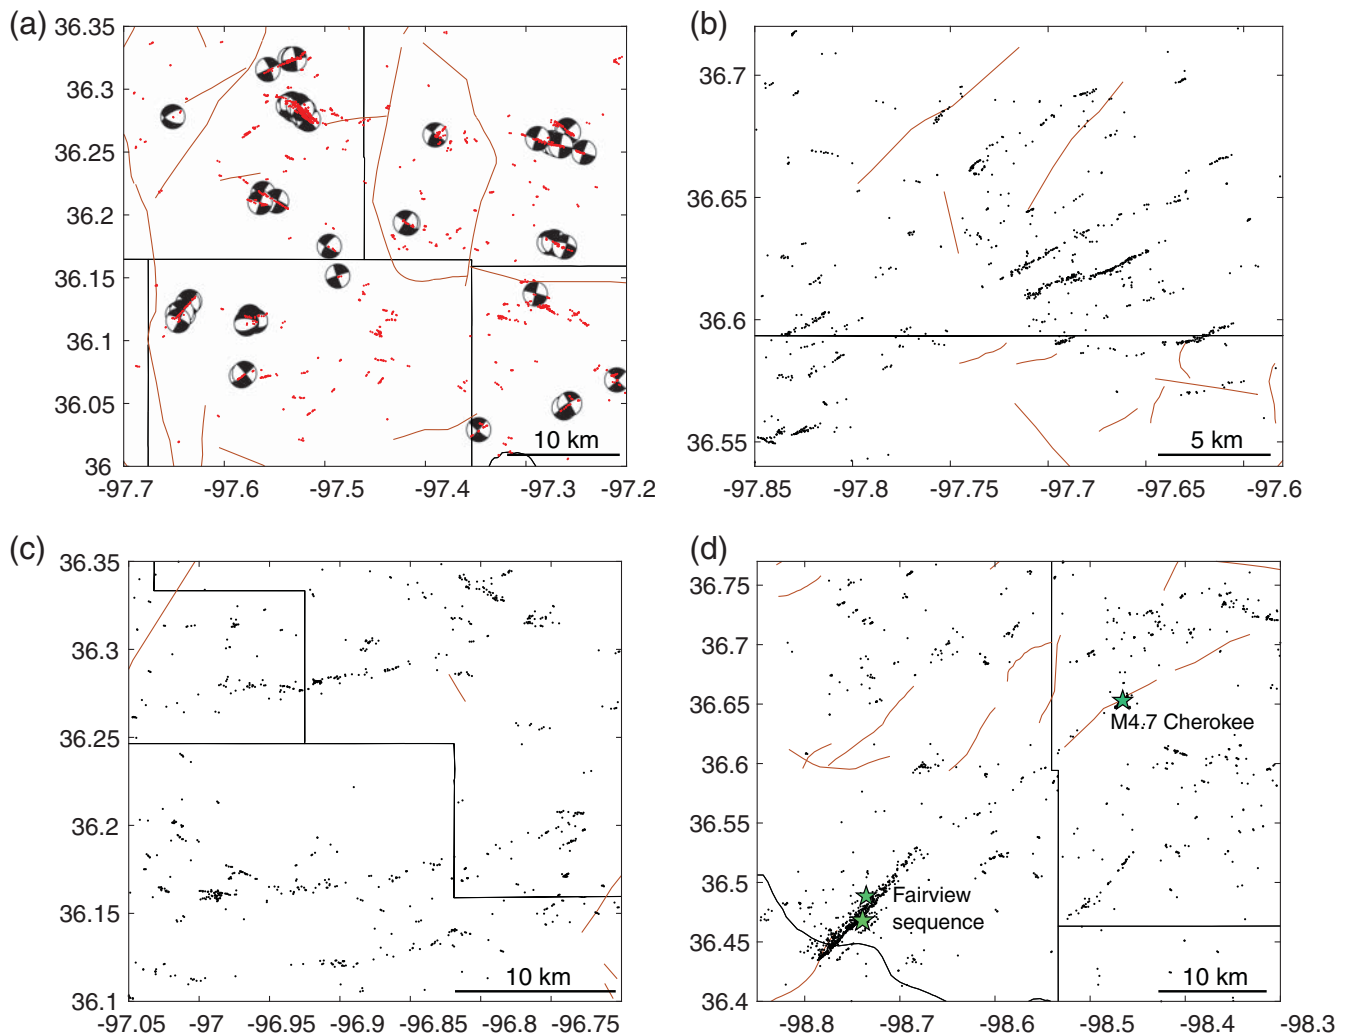 (a)
36.35
36.3
36.25
36.2
36.15
36.1
36.05
36
-97.7 -97.6 -97.5 -97.4 -97.3 -97.2
10 km
(b)
36.7
36.65
36.6
36.55
-97.85 -97.8 -97.75 -97.7 -97.65 -97.6
5 km
(c)
36.35
36.3
36.25
36.2
36.15
36.1
-97.05 -97 -96.95 -96.9 -96.85 -96.8 -96.75
10 km
(d)
36.75
36.7
36.65
36.6
36.55
36.5
36.45
36.4
-98.8 -98.7 -98.6 -98.5 -98.4 -98.3
M4.7 Cherokee
Fairview
sequence
10 km